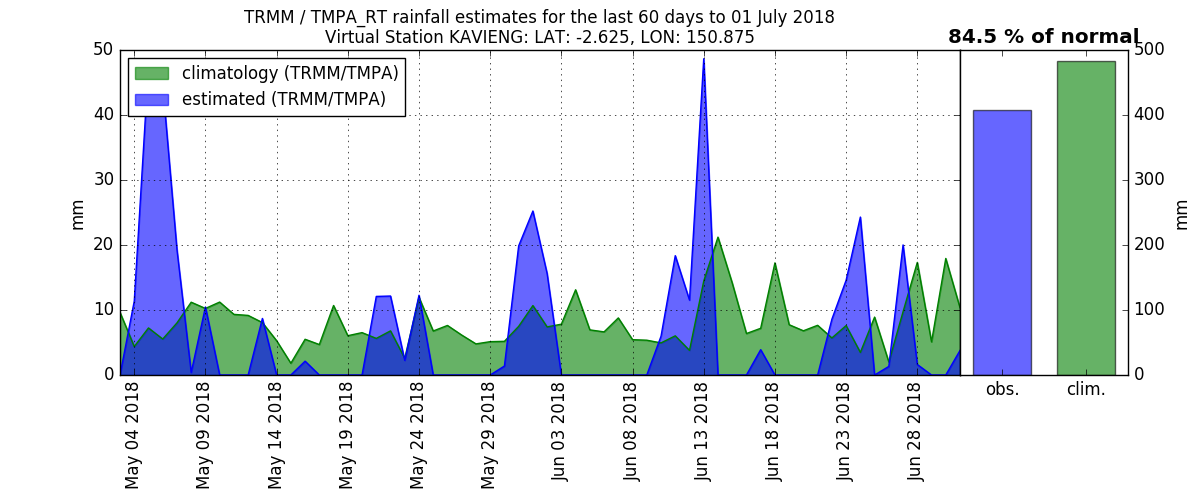 TRMM / TMPA_RT rainfall estimates for the last 60 days to 01 July 2018
Virtual Station KAVIENG: LAT: -2.625, LON: 150.875
84.5 % of normal
climatology (TRMM/TMPA)
estimated (TRMM/TMPA)
50
40
30
20
10
0
mm
May 04 2018
May 09 2018
May 14 2018
May 19 2018
May 24 2018
May 29 2018
Jun 03 2018
Jun 08 2018
Jun 13 2018
Jun 18 2018
Jun 23 2018
Jun 28 2018
obs.
clim.
500
400
300
200
100
0
mm